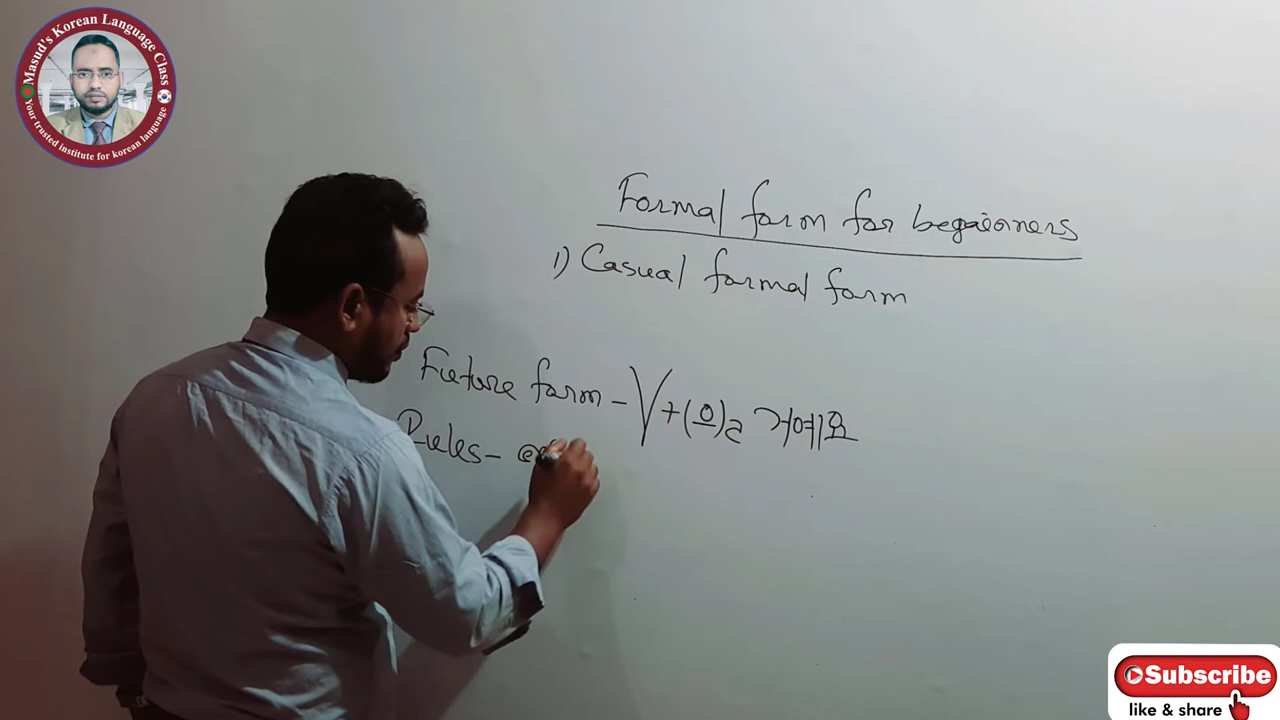 Masud's Korean Language Class
Your trusted institute for korean language
Formal form for begainners
1) Casual formal form
Future form - V+(으)ㄹ 거예요
Rules-
Subscribe
like & share